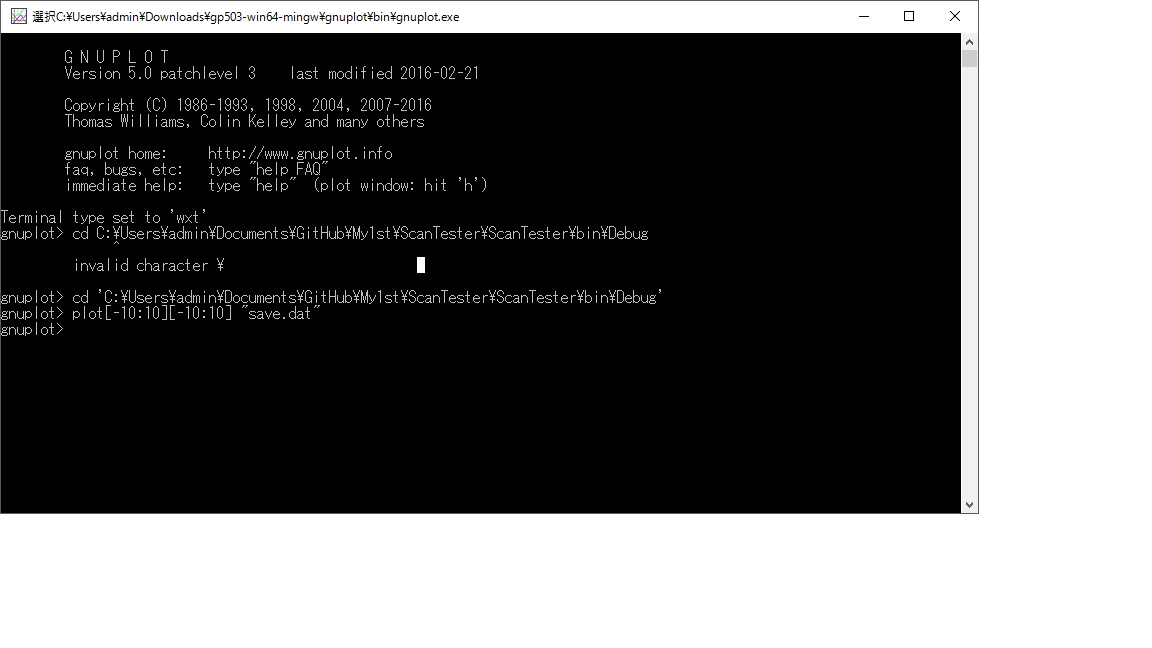 選択C:¥Users¥admin¥Downloads¥gp503-win64-mingw¥gnuplot¥bin¥gnuplot.exe
G N U P L O T
Version 5.0 patchlevel 3    last modified 2016-02-21
Copyright (C) 1986-1993, 1998, 2004, 2007-2016
Thomas Williams, Colin Kelley and many others
gnuplot home:     http://www.gnuplot.info
faq, bugs, etc:   type "help FAQ"
immediate help:   type "help"  (plot window: hit 'h')
Terminal type set to 'wxt'
gnuplot> cd C:¥Users¥admin¥Documents¥GitHub¥My1st¥ScanTester¥ScanTester¥bin¥Debug
^
invalid character ¥
gnuplot> cd 'C:¥Users¥admin¥Documents¥GitHub¥My1st¥ScanTester¥ScanTester¥bin¥Debug'
gnuplot> plot[-10:10][-10:10] "save.dat"
gnuplot>